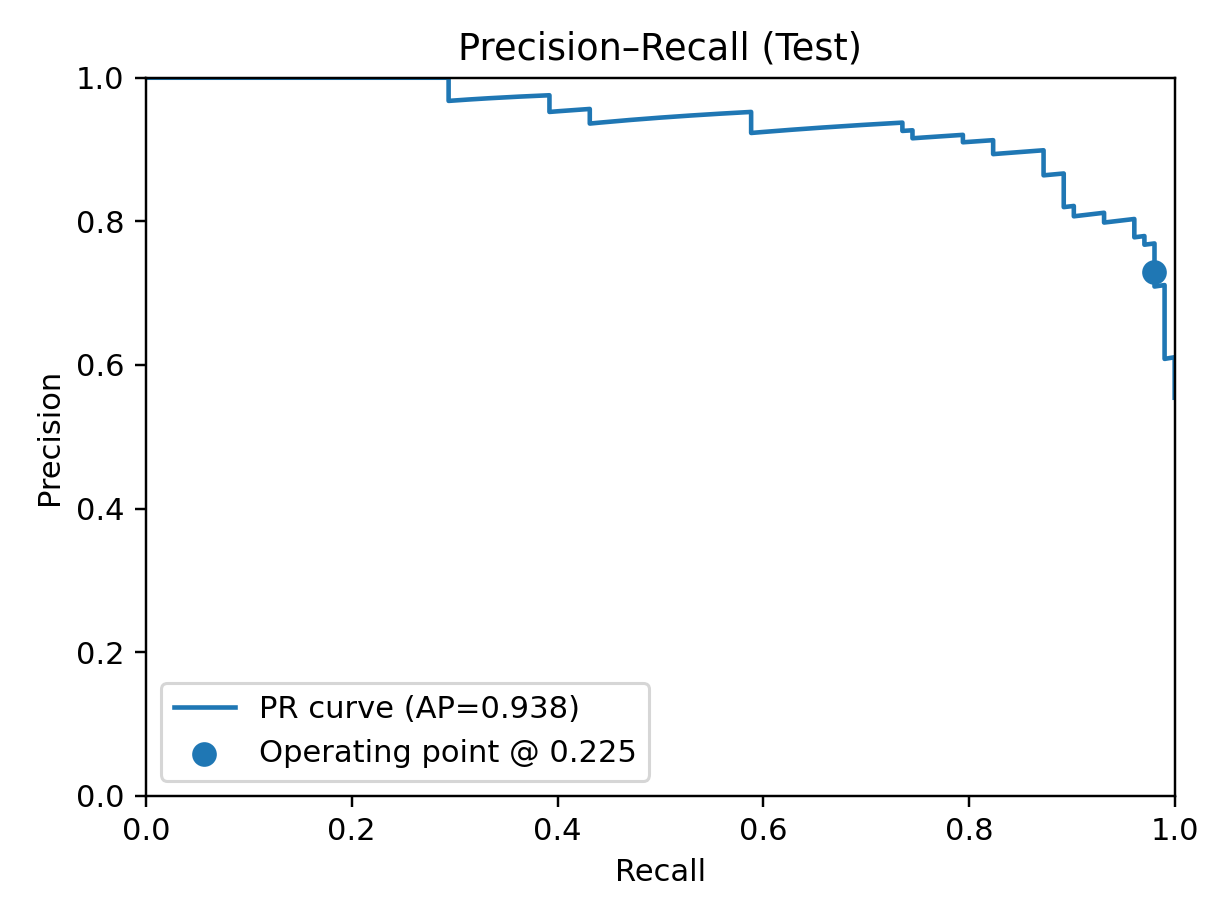 Precision–Recall (Test)
1.0
0.8
0.6
0.4
0.2
0.0
Precision
PR curve (AP=0.938)
Operating point @ 0.225
0.0 0.2 0.4 0.6 0.8 1.0
Recall